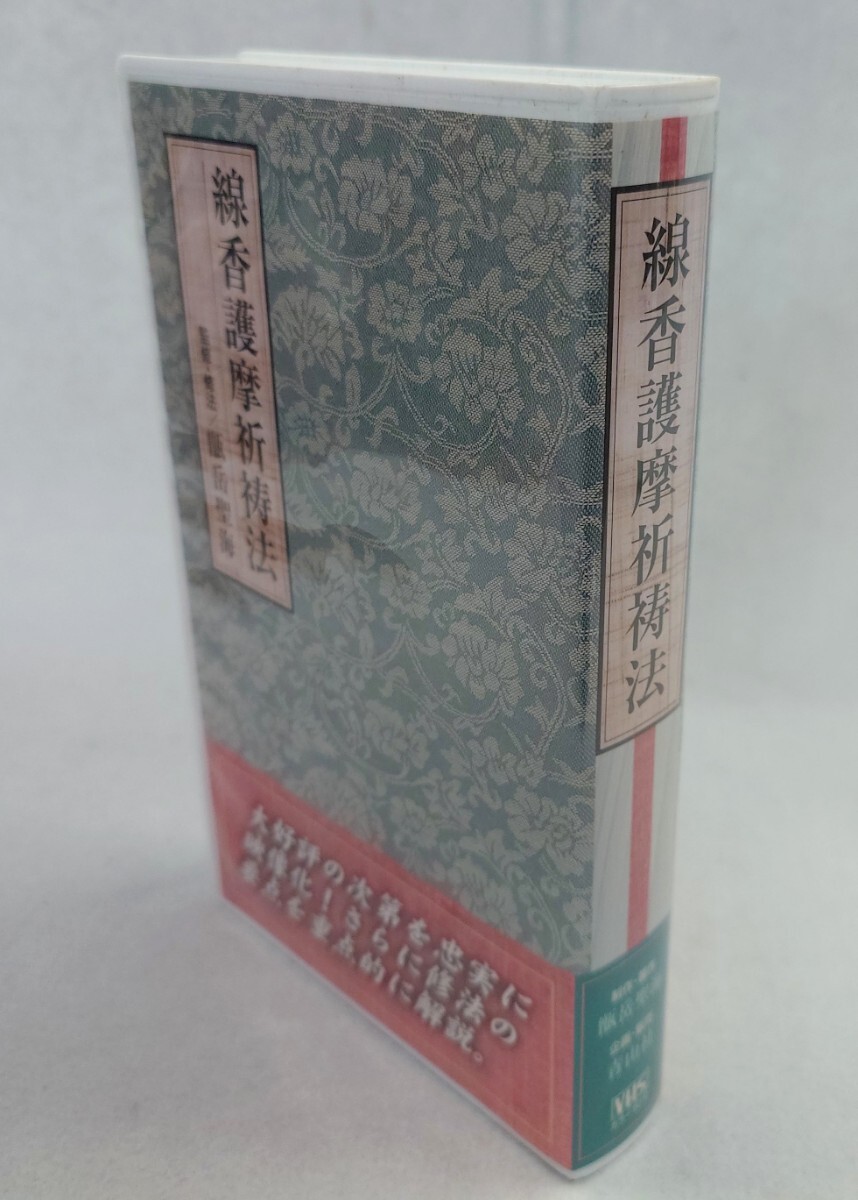 線香護摩祈祷法
監修・修法
大好評の次第を忠実に
映像化！さらに修法の
要点を重点的に解説。
線香護摩祈祷法
VHS